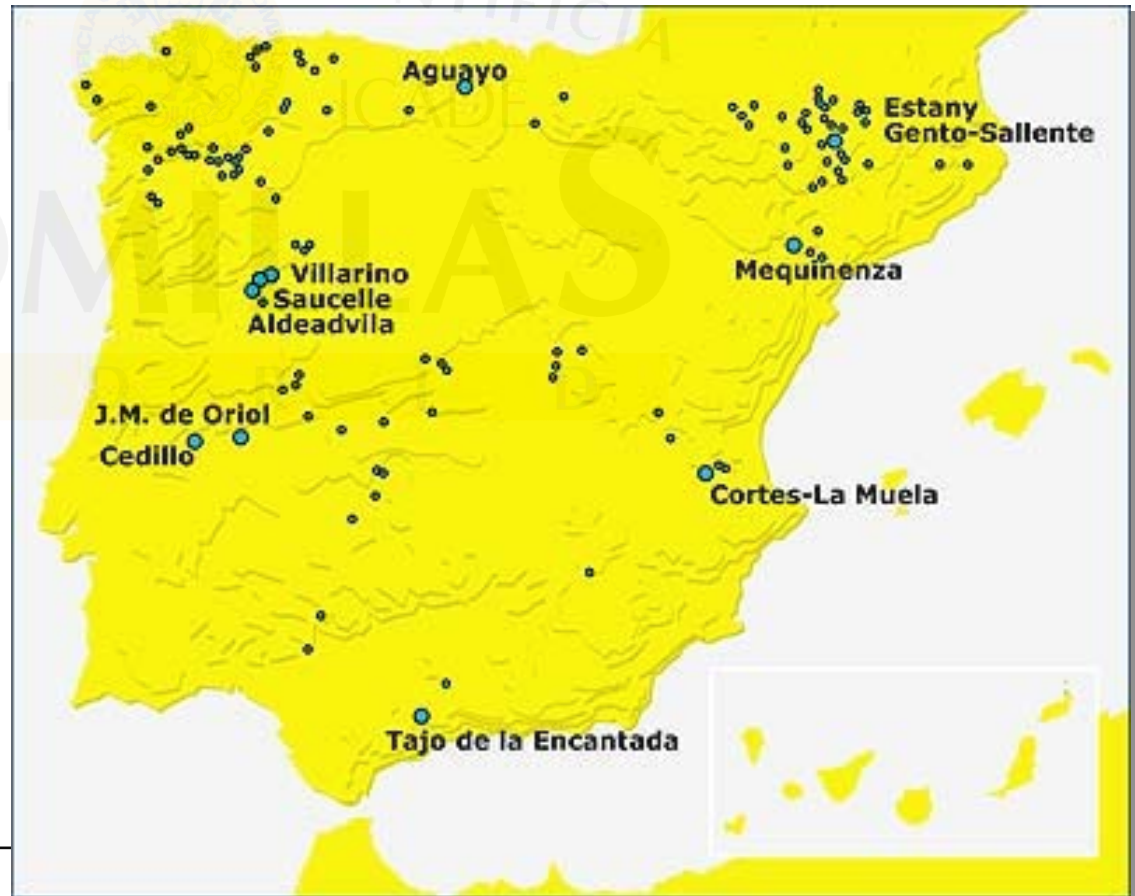 Aguayo
Estany
Gento-Sallente
Mequinenza
Villarino
Saucelle
Aldeadvila
J.M. de Oriol
Cedillo
Cortes-La Muela
Tajo de la Encantada